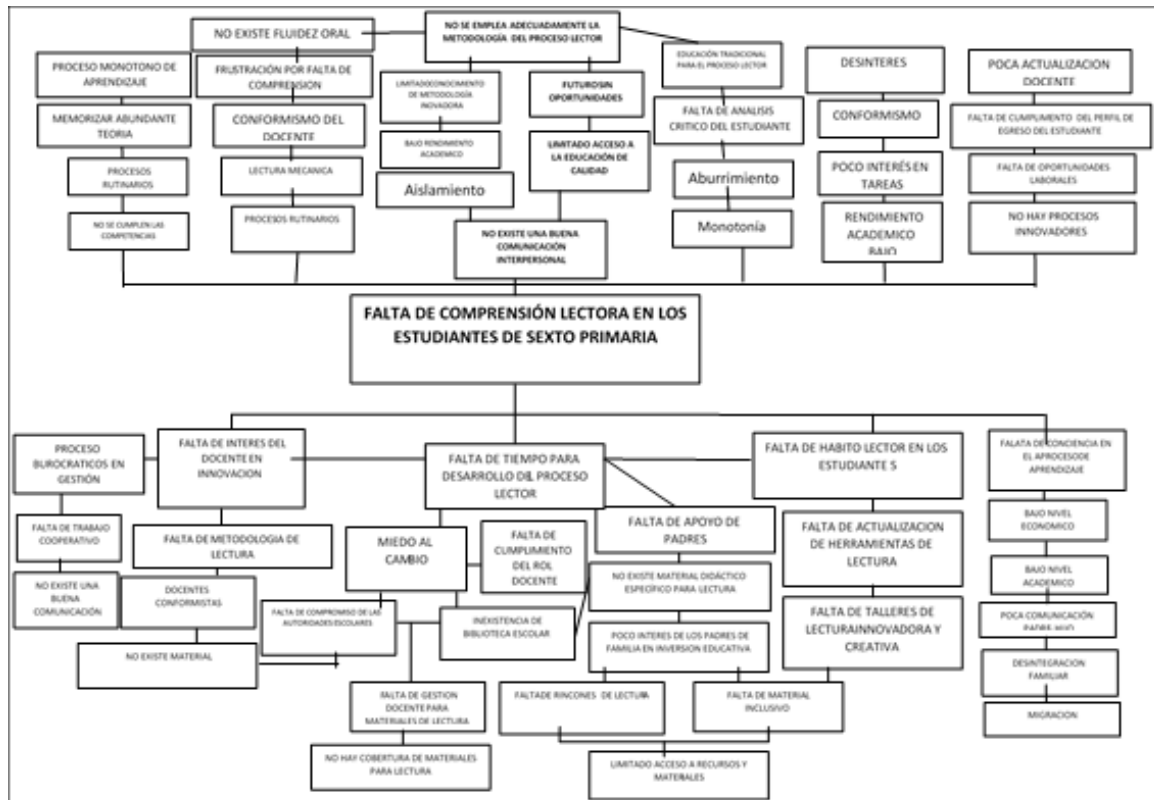 NO EXISTE FLUIDEZ ORAL
NO SE EMPLEA ADECUADAMENTE LA
METODOLOGÍA DEL PROCESO LECTOR
EDUCACIÓN TRADICIONAL
PARA EL PROCESO LECTOR
PROCESO MONOTONO DE
APRENDIZAJE
FRUSTRACIÓN POR FALTA DE
COMPRENSIÓN
LIMITADOCONOCIMIENTO
DE METODOLOGÍA
INOVADORA
FUTUROSIN
OPORTUNIDADES
DESINTERES
POCA ACTUALIZACION
DOCENTE
MEMORIZAR ABUNDANTE
TEORIA
CONFORMISMO DEL
DOCENTE
BAJO RENDIMIENTO
ACADEMICO
LIMITADO ACCESO A
LA EDUCACIÓN DE
CALIDAD
FALTA DE ANALISIS
CRITICO DEL ESTUDIANTE
CONFORMISMO
FALTA DE CUMPLIMENTO DEL PERFIL DE
EGRESO DEL ESTUDIANTE
PROCESOS
RUTINARIOS
LECTURA MECANICA
Aislamiento
Aburrimiento
POCO INTERÉS EN
TAREAS
FALTA DE OPORTUNIDADES
LABORALES
NO SE CUMPLEN LAS
COMPETENCIAS
PROCESOS RUTINARIOS
NO EXISTE UNA BUENA
COMUNICACIÓN
INTERPERSONAL
Monotonía
RENDIMIENTO
ACADEMICO
BAJO
NO HAY PROCESOS
INNOVADORES
FALTA DE COMPRENSIÓN LECTORA EN LOS
ESTUDIANTES DE SEXTO PRIMARIA
PROCESO
BUROCRATICOS EN
GESTIÓN
FALTA DE INTERES DEL
DOCENTE EN
INNOVACION
FALTA DE TIEMPO PARA
DESARROLLO DEL PROCESO
LECTOR
FALTA DE HABITO LECTOR EN LOS
ESTUDIANTE S
FALATA DE CONCIENCIA EN
EL APROCESODE
APRENDIZAJE
FALTA DE TRABAJO
COOPERATIVO
FALTA DE METODOLOGIA DE
LECTURA
MIEDO AL
CAMBIO
FALTA DE
CUMPLIMIENTO
DEL ROL
DOCENTE
FALTA DE APOYO DE
PADRES
FALTA DE ACTUALIZACION
DE HERRAMIENTAS DE
LECTURA
BAJO NIVEL
ECONOMICO
NO EXISTE UNA
BUENA
COMUNICACIÓN
DOCENTES
CONFORMISTAS
FALTA DE COMPROMISO DE LAS
AUTORIDADES ESCOLARES
INEXISTENCIA DE
BIBLIOTECA ESCOLAR
NO EXISTE MATERIAL DIDÁCTICO
ESPECÍFICO PARA LECTURA
BAJO NIVEL
ACADEMICO
NO EXISTE MATERIAL
POCO INTERES DE LOS PADRES DE
FAMILIA EN INVERSION EDUCATIVA
FALTA DE TALLERES DE
LECTURAINNOVADORA Y
CREATIVA
POCA COMUNICACIÓN
DESINTEGRACION
FAMILIAR
FALTA DE GESTION
DOCENTE PARA
MATERIALES DE LECTURA
FALTADE RINCONES DE LECTURA
FALTA DE MATERIAL
INCLUSIVO
MIGRACION
NO HAY COBERTURA DE MATERIALES
PARA LECTURA
LIMITADO ACCESO A RECURSOS Y
MATERIALES